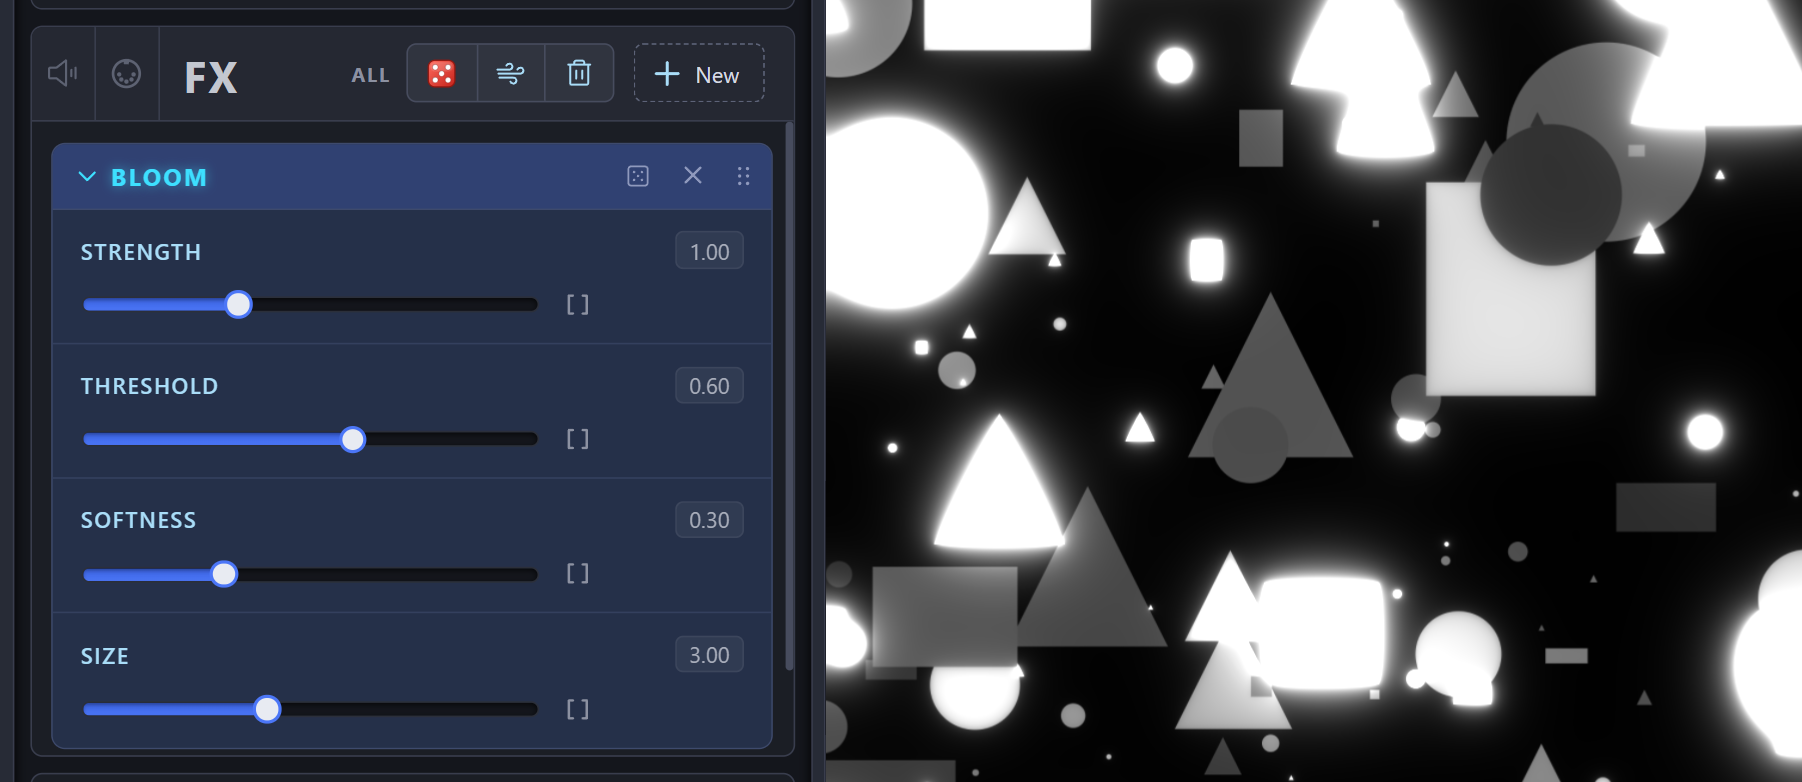 FX
ALL
New
BLOOM
STRENGTH
1.00
[ ]
THRESHOLD
0.60
[ ]
SOFTNESS
0.30
[ ]
SIZE
3.00
[ ]